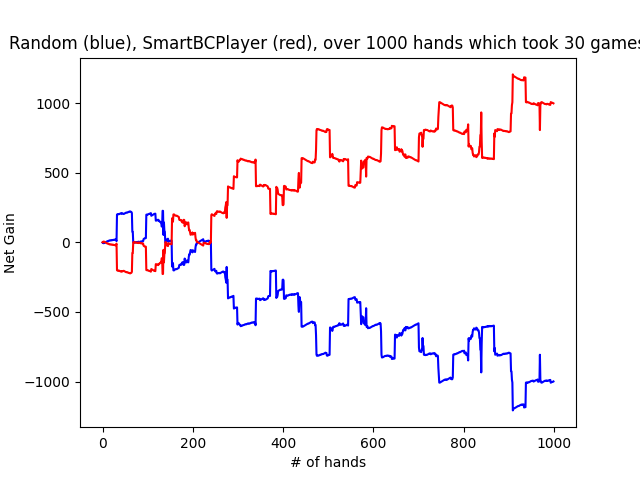 Random (blue), SmartBCPlayer (red), over 1000 hands which took 30 games
1000
500
0
−500
−1000
Net Gain
0 200 400 600 800 1000
# of hands